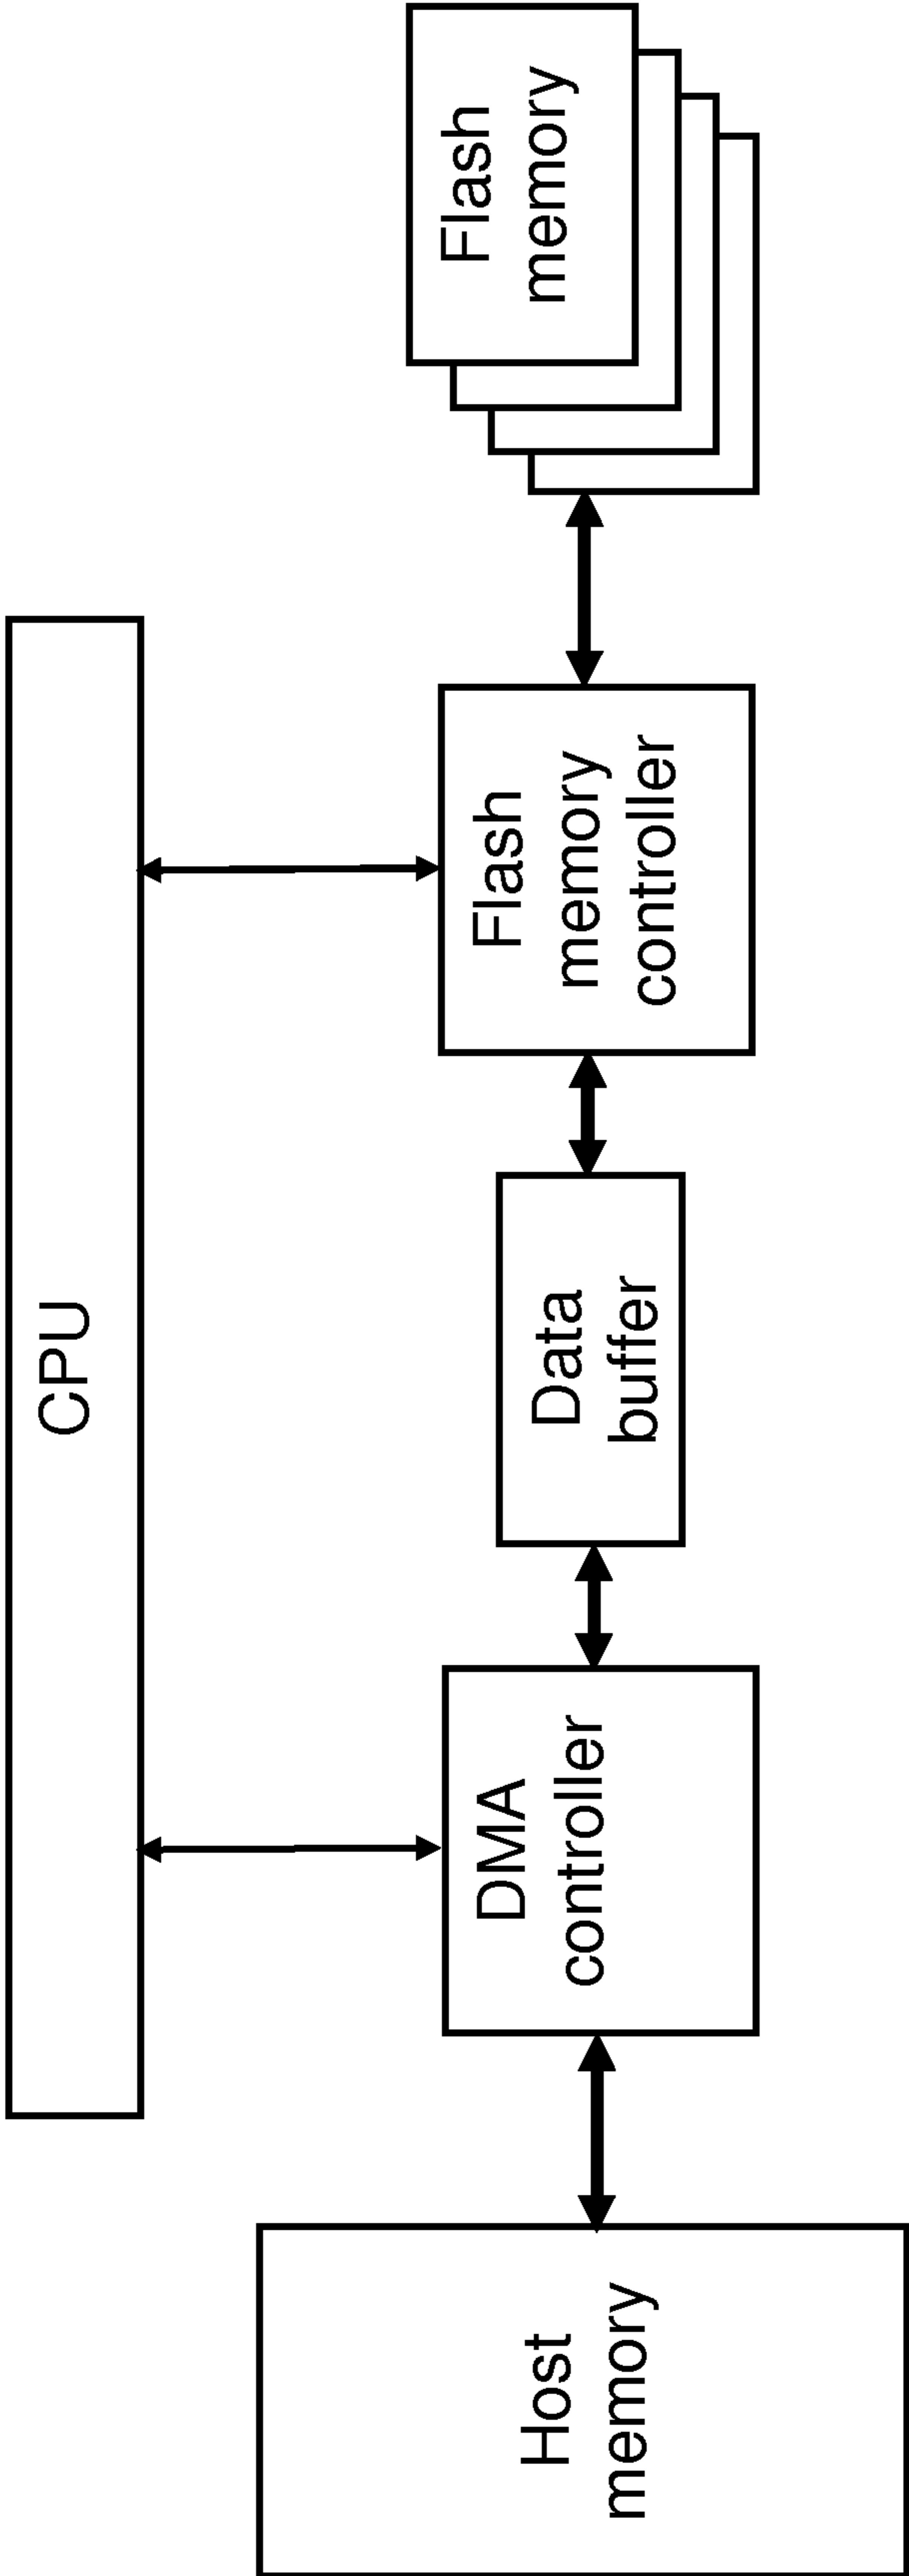 CPU
Host
memory
DMA
controller
Data
buffer
Flash
memory
controller
Flash
memory